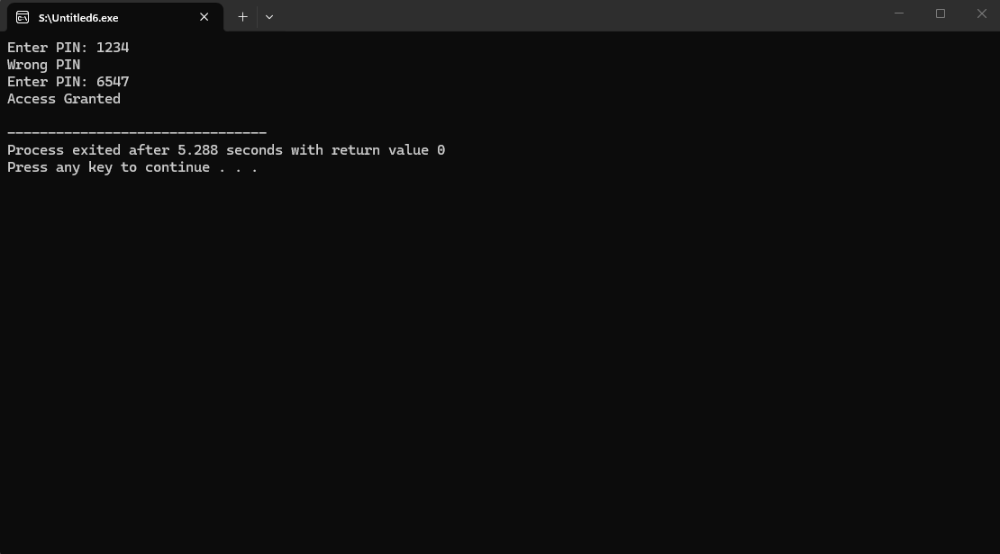 S:\Untitled6.exe
Enter PIN: 1234
Wrong PIN
Enter PIN: 6547
Access Granted
--------------------------------
Process exited after 5.288 seconds with return value 0
Press any key to continue . . .